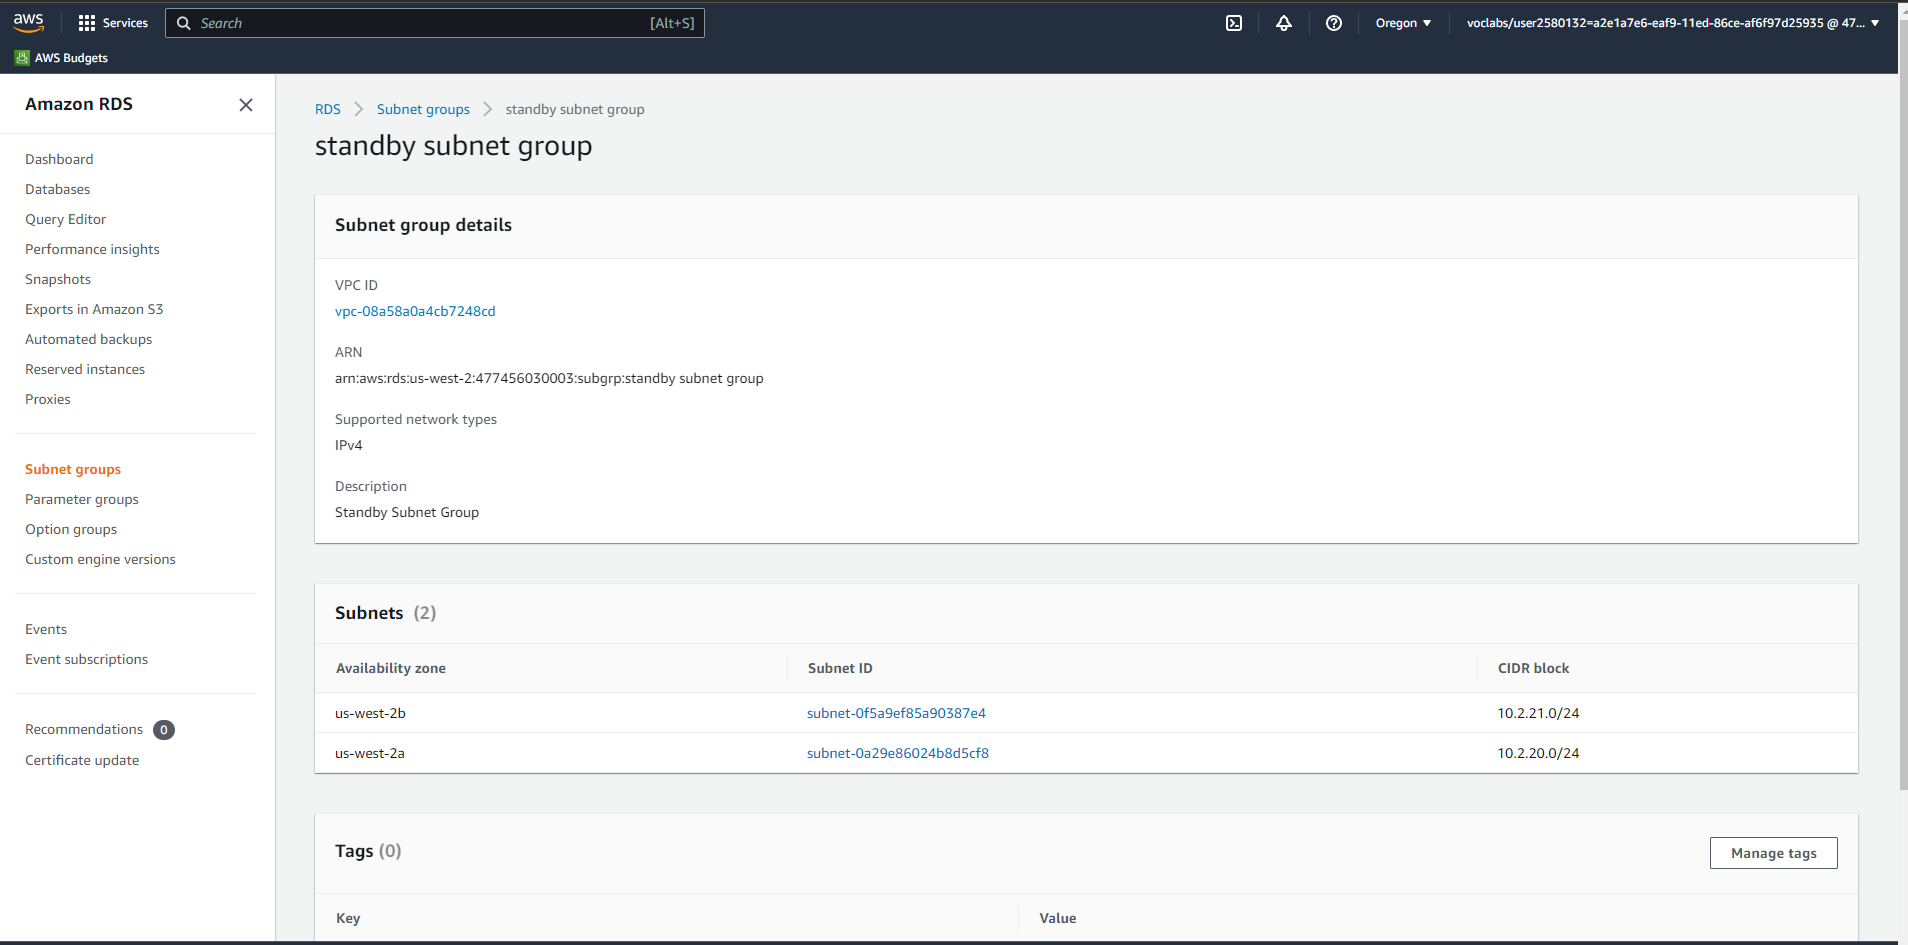 aws
Services
Search
[Alt+S]
Oregon ▼
voclabs/user2580132=a2e1a7e6-eaf9-11ed-86ce-af6f97d25935 @ 47... ▼
AWS Budgets
Amazon RDS
Dashboard
Databases
Query Editor
Performance insights
Snapshots
Exports in Amazon S3
Automated backups
Reserved instances
Proxies
Subnet groups
Parameter groups
Option groups
Custom engine versions
Events
Event subscriptions
Recommendations 0
Certificate update
RDS > Subnet groups > standby subnet group
standby subnet group
Subnet group details
VPC ID
vpc-08a58a0a4cb7248cd
ARN
arn:aws:rds:us-west-2:477456030003:subgrp:standby subnet group
Supported network types
IPv4
Description
Standby Subnet Group
Subnets (2)
Availability zone Subnet ID CIDR block
us-west-2b subnet-0f5a9ef85a90387e4 10.2.21.0/24
us-west-2a subnet-0a29e86024b8d5cf8 10.2.20.0/24
Tags (0)
Manage tags
Key Value